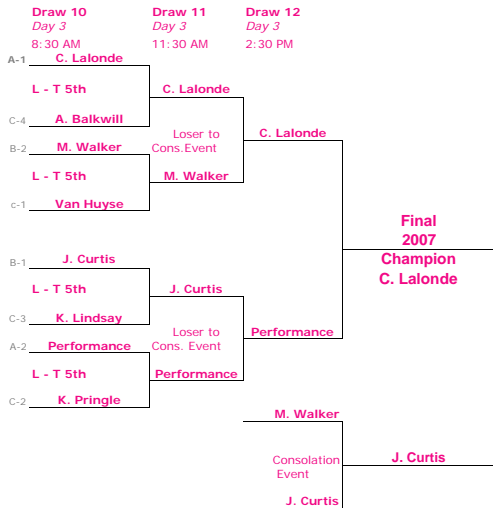 Draw 10 Draw 11 Draw 12
Day 3 Day 3 Day 3
8:30 AM 11:30 AM 2:30 PM
A-1 C. Lalonde
L - T 5th C. Lalonde
C-4 A. Balkwill
Loser to
Cons.Event
C. Lalonde
B-2 M. Walker
L - T 5th M. Walker
c-1 Van Huyse
Final
2007
Champion
C. Lalonde
B-1 J. Curtis
L - T 5th J. Curtis
C-3 K. Lindsay
Loser to
Cons. Event
Performance
A-2 Performance
L - T 5th Performance
C-2 K. Pringle
M. Walker
Consolation
Event
J. Curtis
J. Curtis